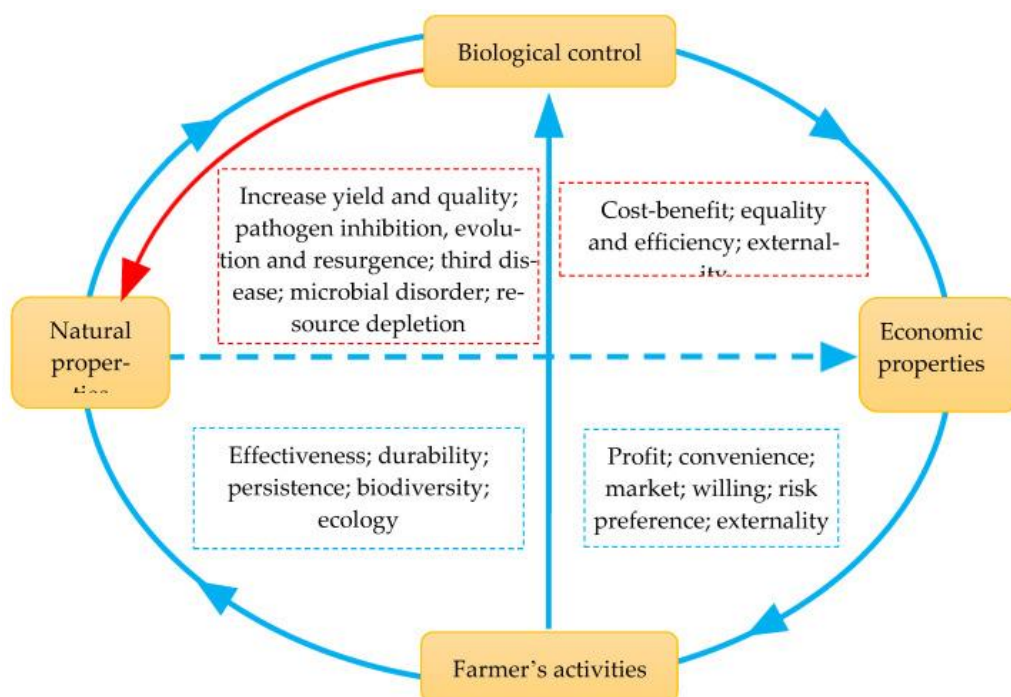 Biological control
Increase yield and quality;
pathogen inhibition, evolu-
tion and resurgence; third dis-
ease; microbial disorder; re-
source depletion
Cost-benefit; equality
and efficiency; external-
Natural
proper-
Economic
properties
Effectiveness; durability;
persistence; biodiversity;
ecology
Profit; convenience;
market; willing; risk
preference; externality
Farmer’s activities